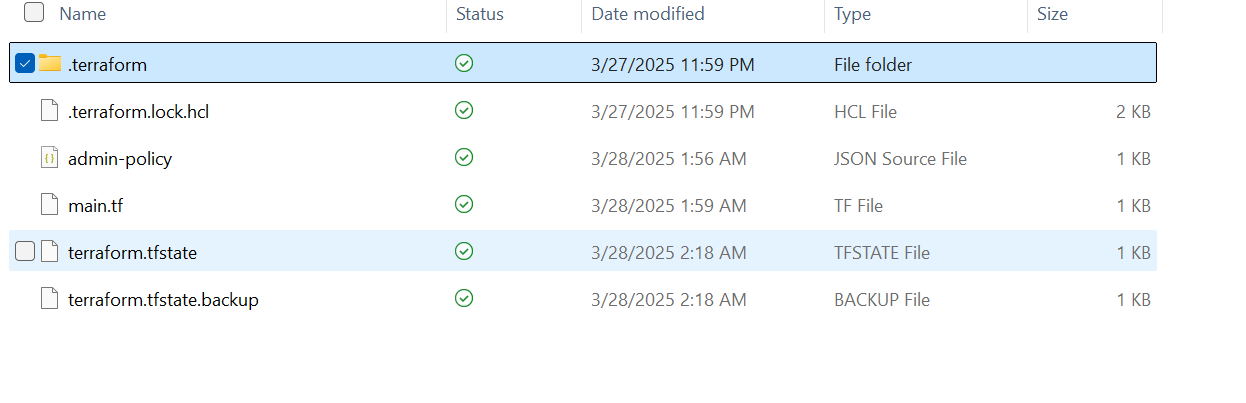 Name Status Date modified Type Size
.terraform 3/27/2025 11:59 PM File folder
.terraform.lock.hcl 3/27/2025 11:59 PM HCL File 2 KB
admin-policy 3/28/2025 1:56 AM JSON Source File 1 KB
main.tf 3/28/2025 1:59 AM TF File 1 KB
terraform.tfstate 3/28/2025 2:18 AM TFSTATE File 1 KB
terraform.tfstate.backup 3/28/2025 2:18 AM BACKUP File 1 KB